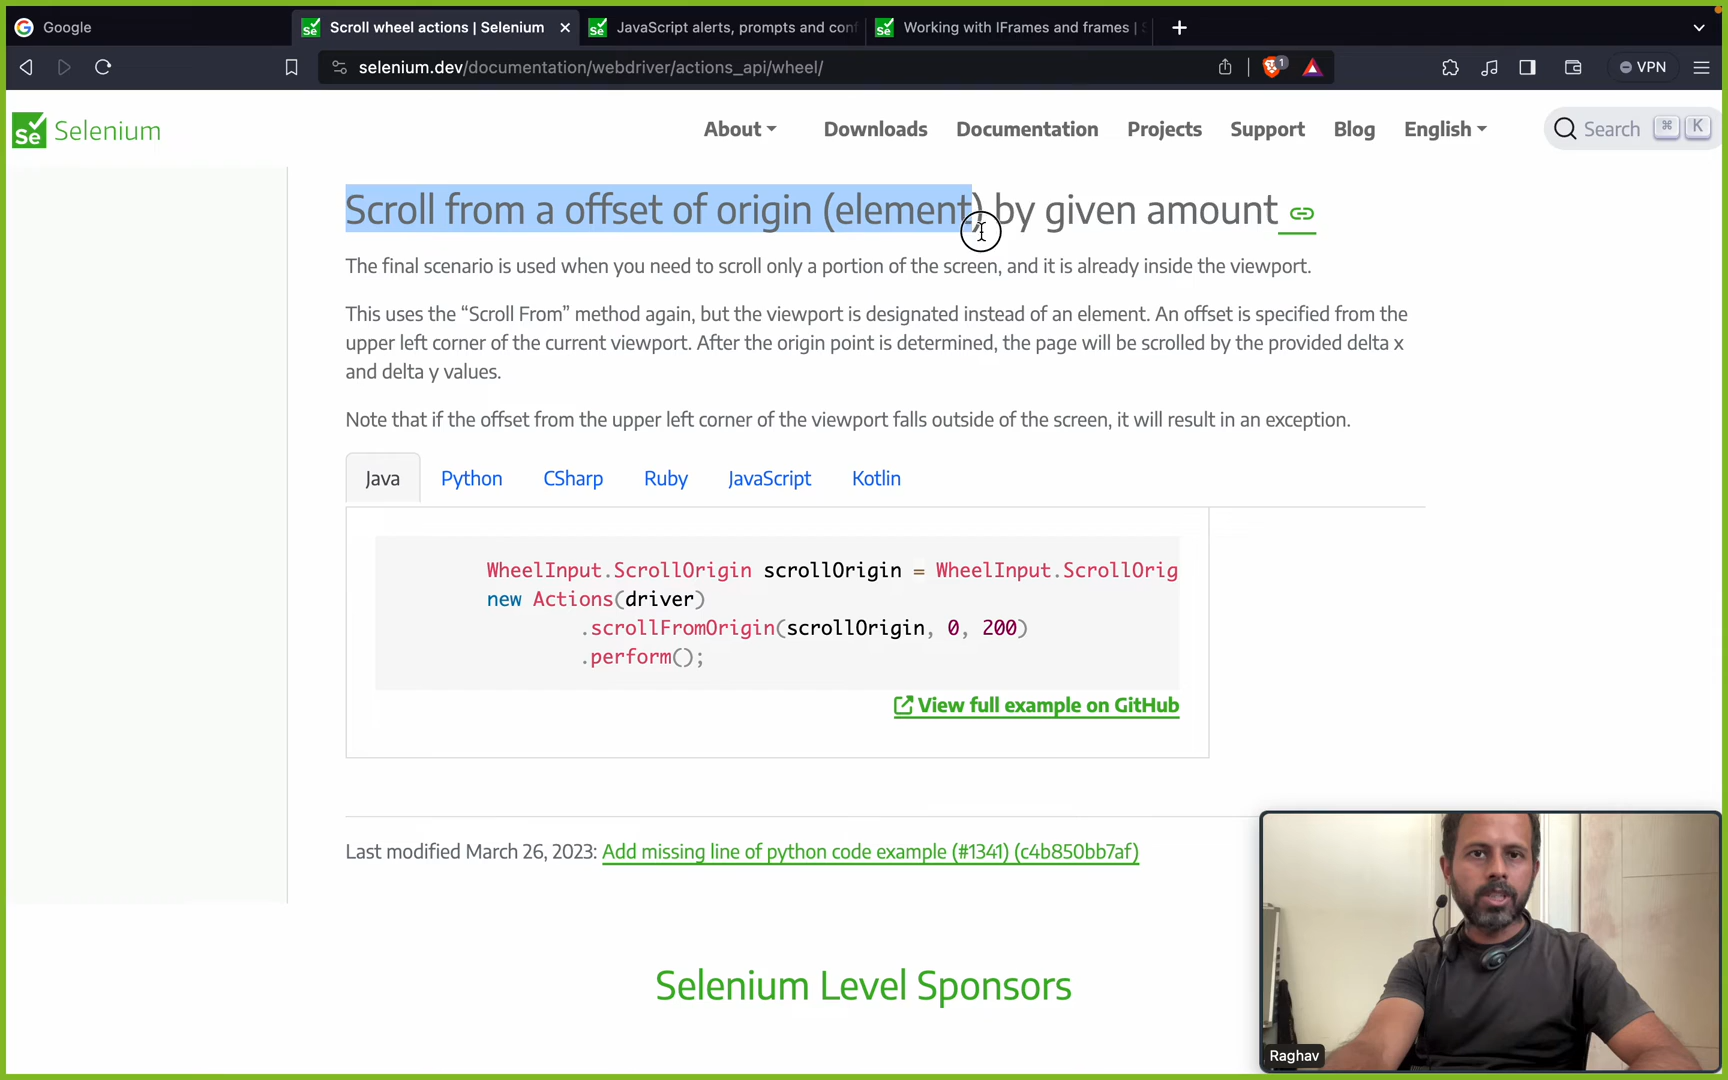 Google
Scroll wheel actions | Selenium
JavaScript alerts, prompts and con
Working with IFrames and frames |
selenium.dev/documentation/webdriver/actions_api/wheel/
1
VPN
Se Selenium
About
Downloads
Documentation
Projects
Support
Blog
English
Search ⌘ K
Scroll from a offset of origin (element) by given amount
The final scenario is used when you need to scroll only a portion of the screen, and it is already inside the viewport.
This uses the “Scroll From” method again, but the viewport is designated instead of an element. An offset is specified from the
upper left corner of the current viewport. After the origin point is determined, the page will be scrolled by the provided delta x
and delta y values.
Note that if the offset from the upper left corner of the viewport falls outside of the screen, it will result in an exception.
Java
Python
CSharp
Ruby
JavaScript
Kotlin
WheelInput.ScrollOrigin scrollOrigin = WheelInput.ScrollOrig
new Actions(driver)
.scrollFromOrigin(scrollOrigin, 0, 200)
.perform();
View full example on GitHub
Last modified March 26, 2023: Add missing line of python code example (#1341) (c4b850bb7af)
Selenium Level Sponsors
Raghav